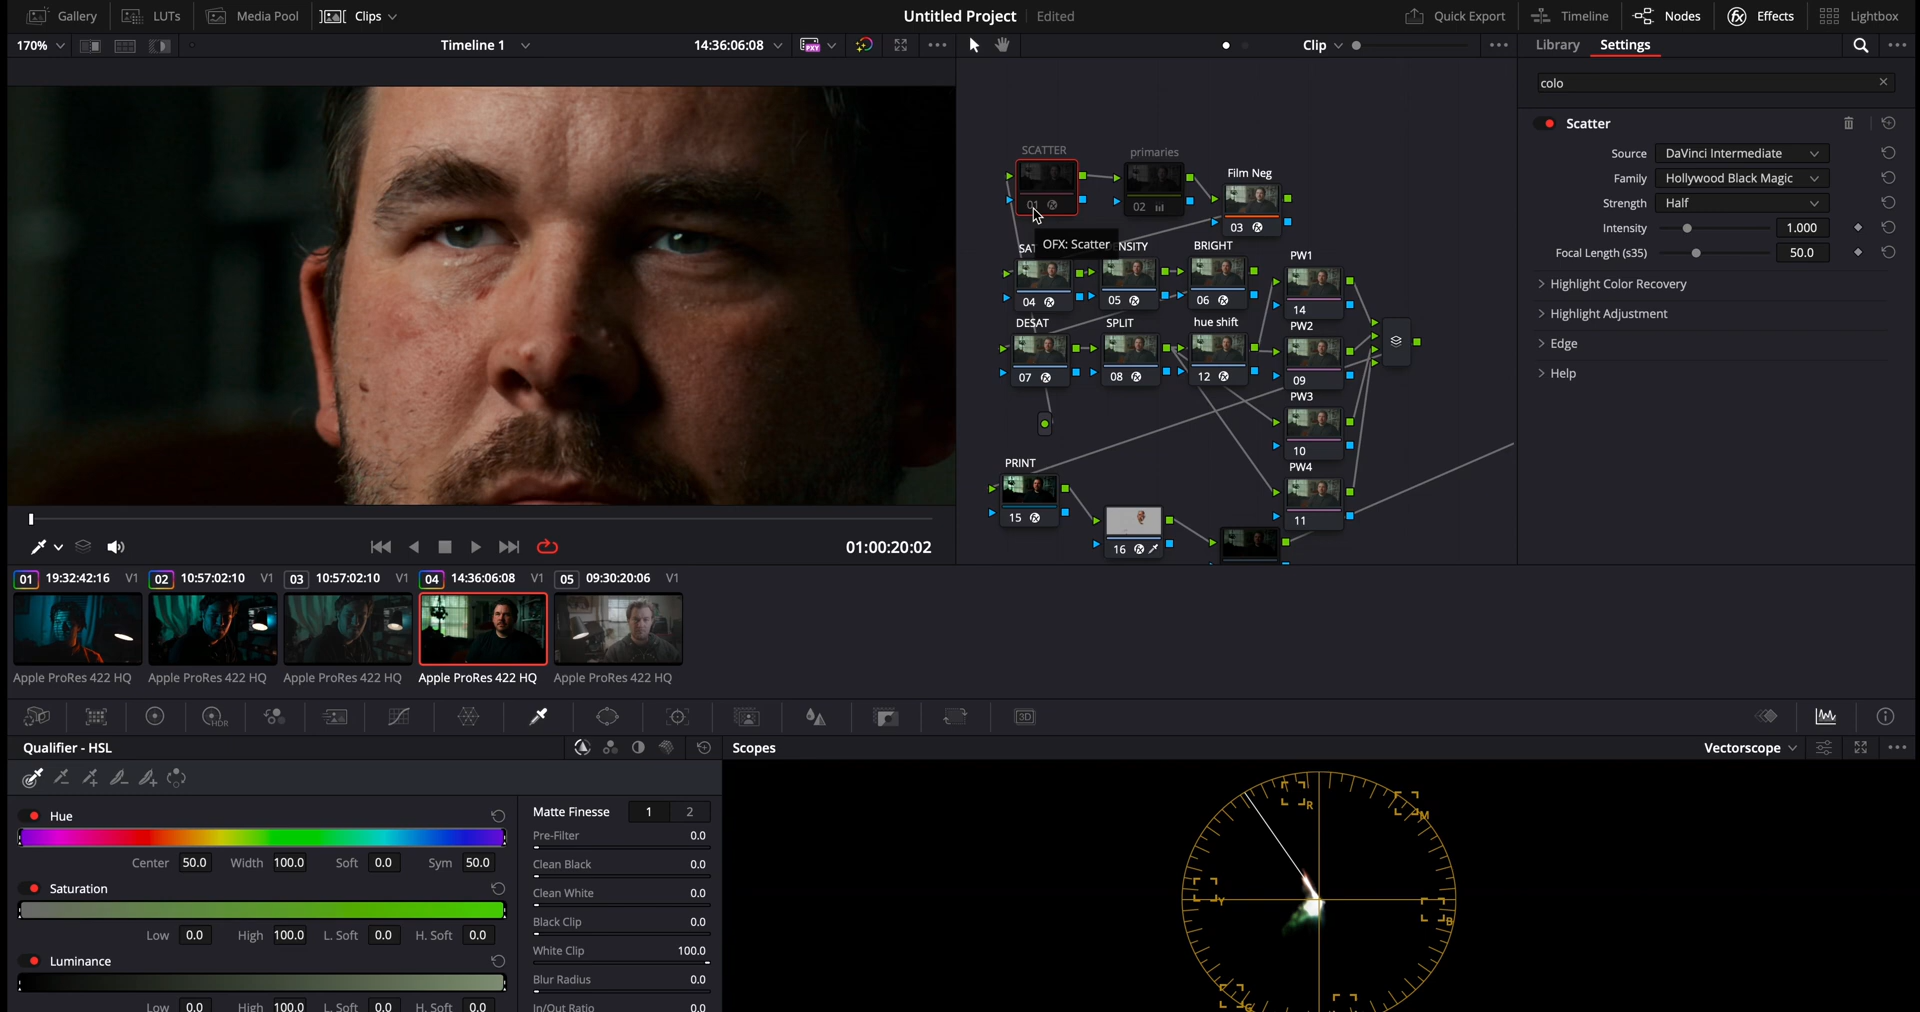 Gallery LUTs Media Pool Clips Untitled Project Edited Quick Export Timeline Nodes Effects Lightbox
170% Timeline 1 14:36:06:08 PXY Clip Library Settings
colo
Scatter
Source DaVinci Intermediate
Family Hollywood Black Magic
Strength Half
Intensity 1.000
Focal Length (s35) 50.0
Highlight Color Recovery
Highlight Adjustment
Edge
Help
SCATTER primaries Film Neg
01 02 03
OFX: Scatter
SAT ENSITY BRIGHT PW1
04 05 06 14
DESAT SPLIT hue shift PW2
07 08 12 09
PW3
10
PRINT PW4
15 16 11
01:00:20:02
01 19:32:42:16 V1 02 10:57:02:10 V1 03 10:57:02:10 V1 04 14:36:06:08 V1 05 09:30:20:06 V1
Apple ProRes 422 HQ Apple ProRes 422 HQ Apple ProRes 422 HQ Apple ProRes 422 HQ Apple ProRes 422 HQ
HDR 3D
Qualifier - HSL Scopes Vectorscope
Hue
Center 50.0 Width 100.0 Soft 0.0 Sym 50.0
Saturation
Low 0.0 High 100.0 L. Soft 0.0 H. Soft 0.0
Luminance
Low 0.0 High 100.0 L. Soft 0.0 H. Soft 0.0
Matte Finesse 1 2
Pre-Filter 0.0
Clean Black 0.0
Clean White 0.0
Black Clip 0.0
White Clip 100.0
Blur Radius 0.0
In/Out Ratio 0.0
R
M
Y
B
G